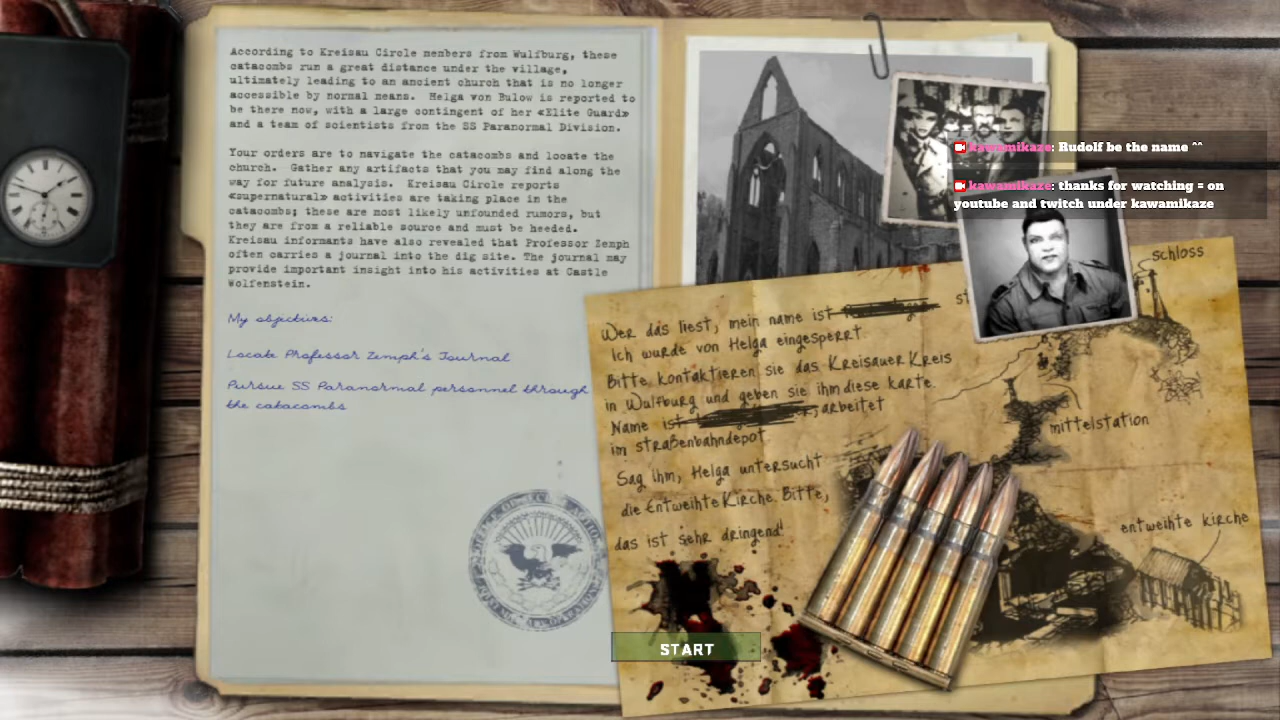 According to Kreisau Circle members from Wulfburg, these
catacombs run a great distance under the village,
ultimately leading to an ancient church that is no longer
accessible by normal means. Helga von Bulow is reported to
be there now, with a large contingent of her «Elite Guard»
and a team of scientists from the SS Paranormal Division.
Your orders are to navigate the catacombs and locate the
church. Gather any artifacts that you may find along the
way for future analysis. Kreisau Circle reports
«supernatural» activities are taking place in the
catacombs; these are most likely unfounded rumors, but
they are from a reliable source and must be heeded.
Kreisau informants have also revealed that Professor Zemph
often carries a journal into the dig site. The journal may
provide important insight into his activities at Castle
Wolfenstein.
My objectives:
Locate Professor Zemph's Journal
Pursue SS Paranormal personnel through
the catacombs
kawamikaze: Rudolf be the name ^^
kawamikaze: thanks for watching = on
youtube and twitch under kawamikaze
schloss
Wer das liest, mein name ist
Ich wurde von Helga eingesperrt.
Bitte, kontaktieren sie das Kreisauer Kreis
in Wulfburg und geben sie ihm diese karte.
Name ist arbeitet
im straßenbahndepot
Sag ihm, Helga untersucht
die Entweihte Kirche. Bitte,
das ist sehr dringend!
mittelstation
entweihte kirche
START